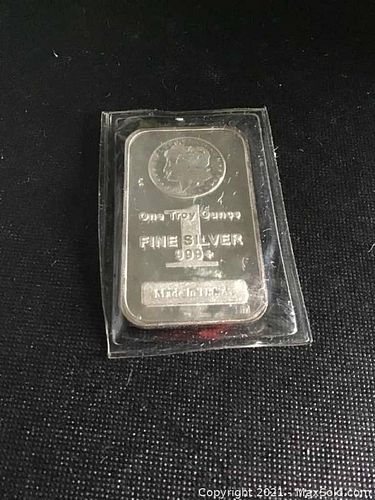 One Troy Ounce
1
FINE SILVER
999+
Made in U.S.A.
Copyright 2021 - MaxSold.com